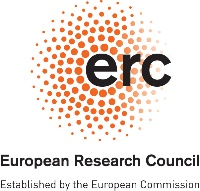 erc
European Research Council
Established by the European Commission